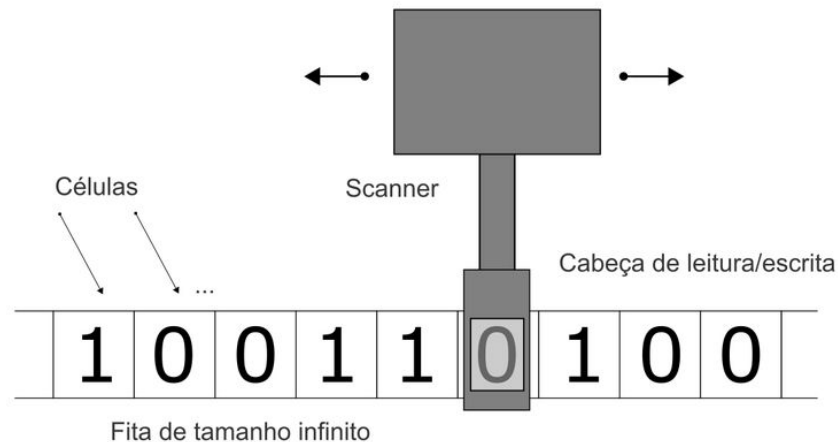 Células
Scanner
Cabeça de leitura/escrita
...
1 0 0 1 1 0 1 0 0
Fita de tamanho infinito